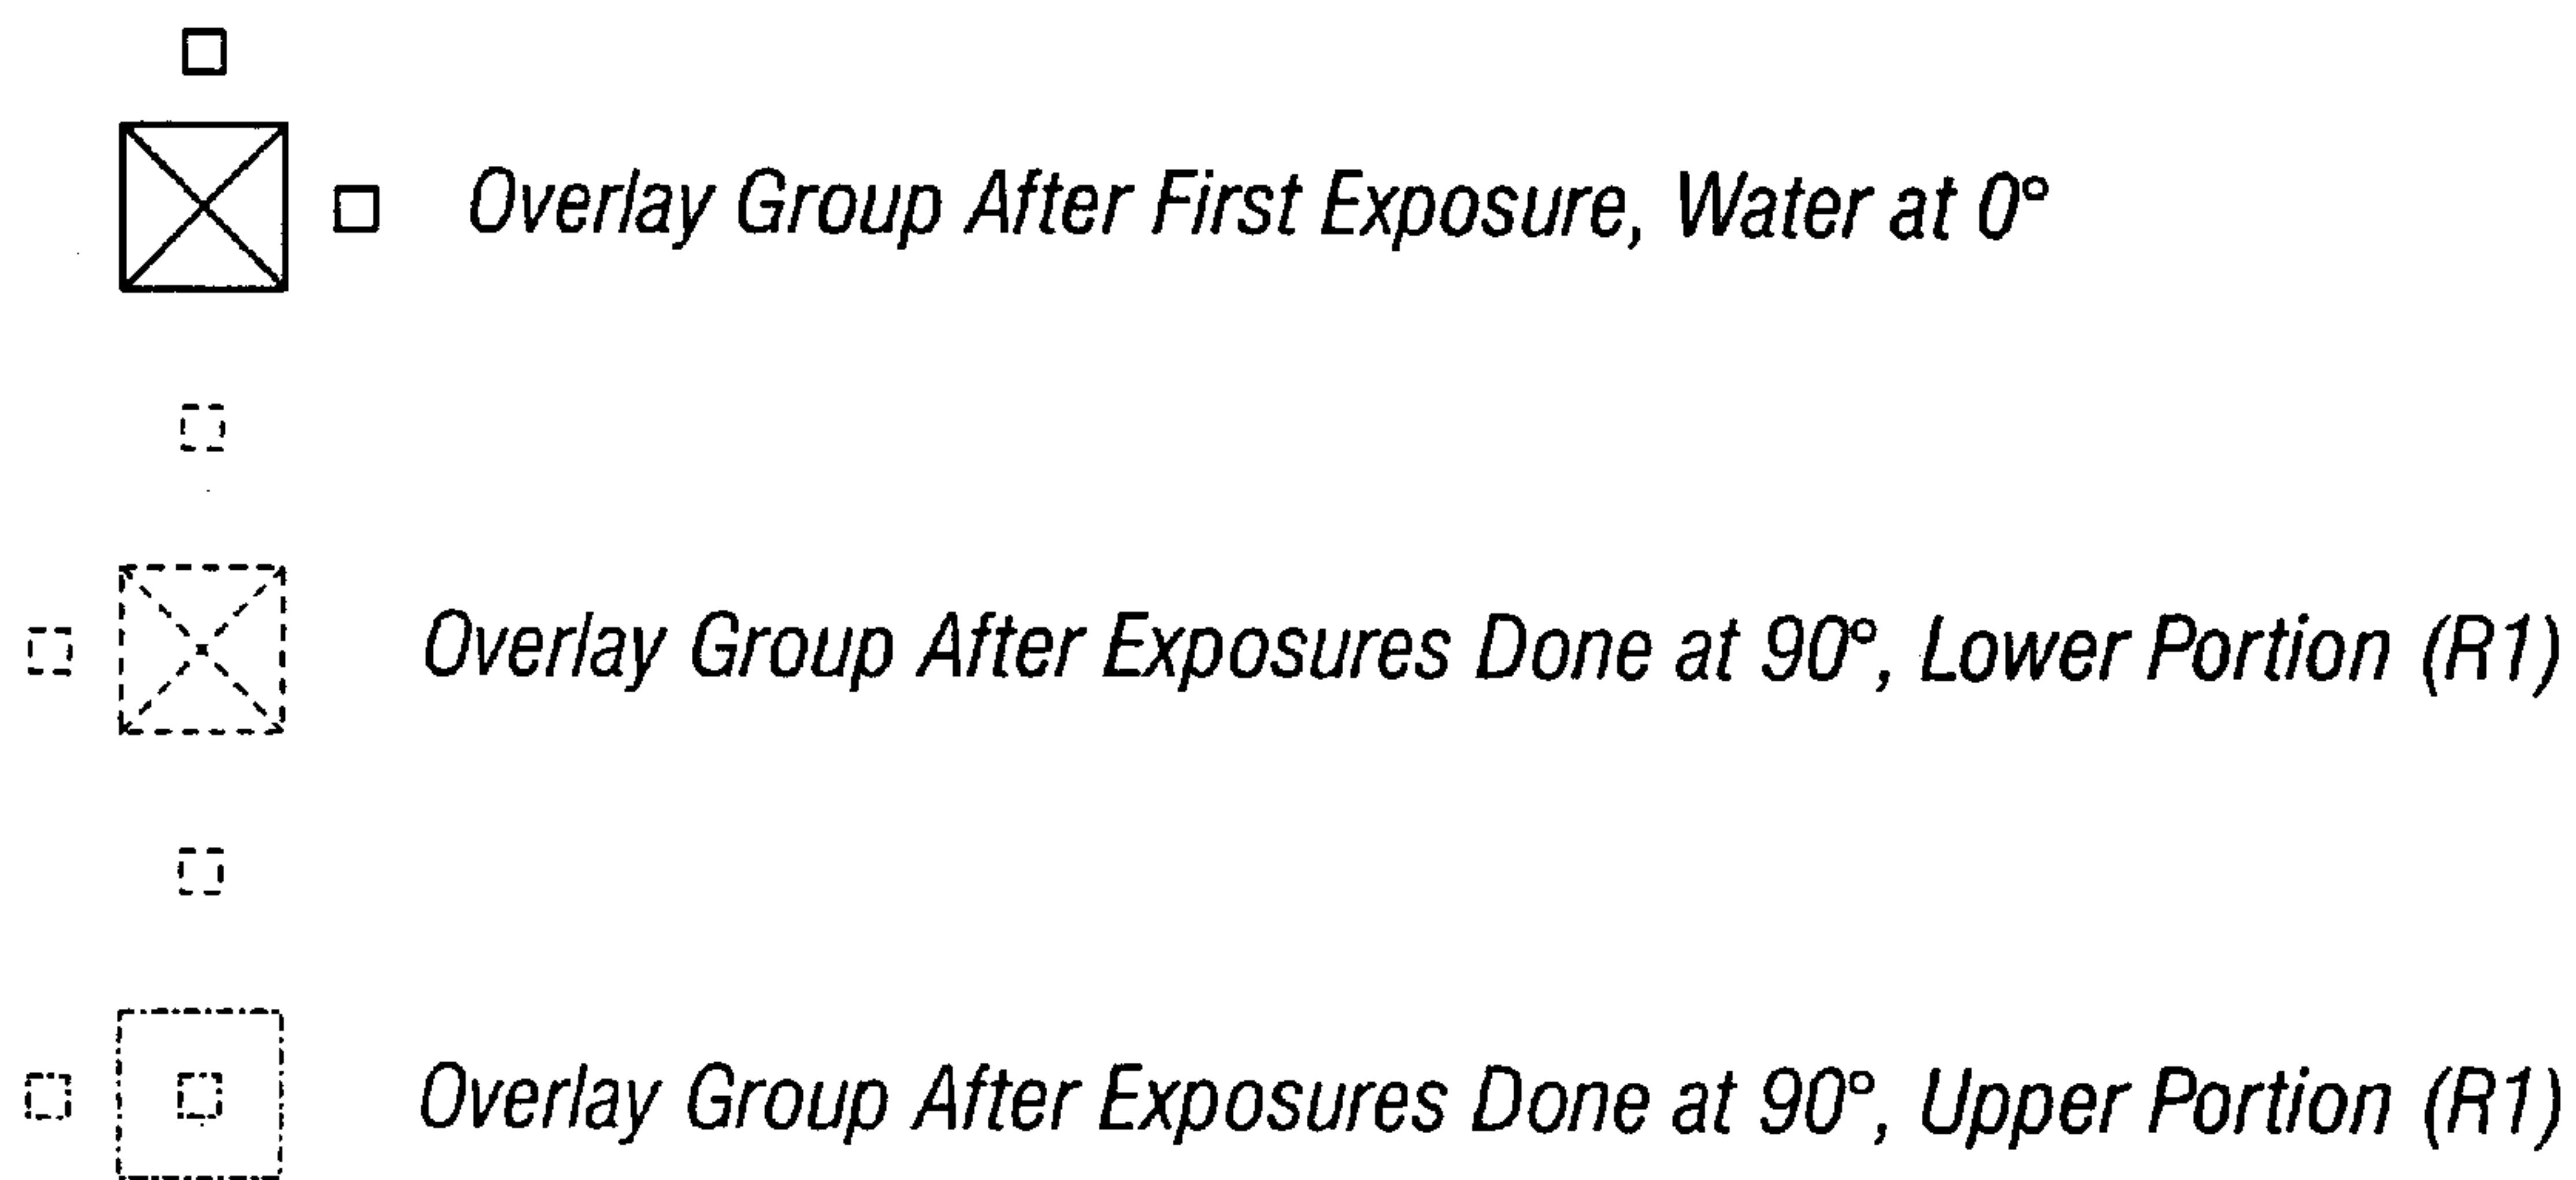 Overlay Group After First Exposure, Water at 0°
Overlay Group After Exposures Done at 90°, Lower Portion (R1)
Overlay Group After Exposures Done at 90°, Upper Portion (R1)